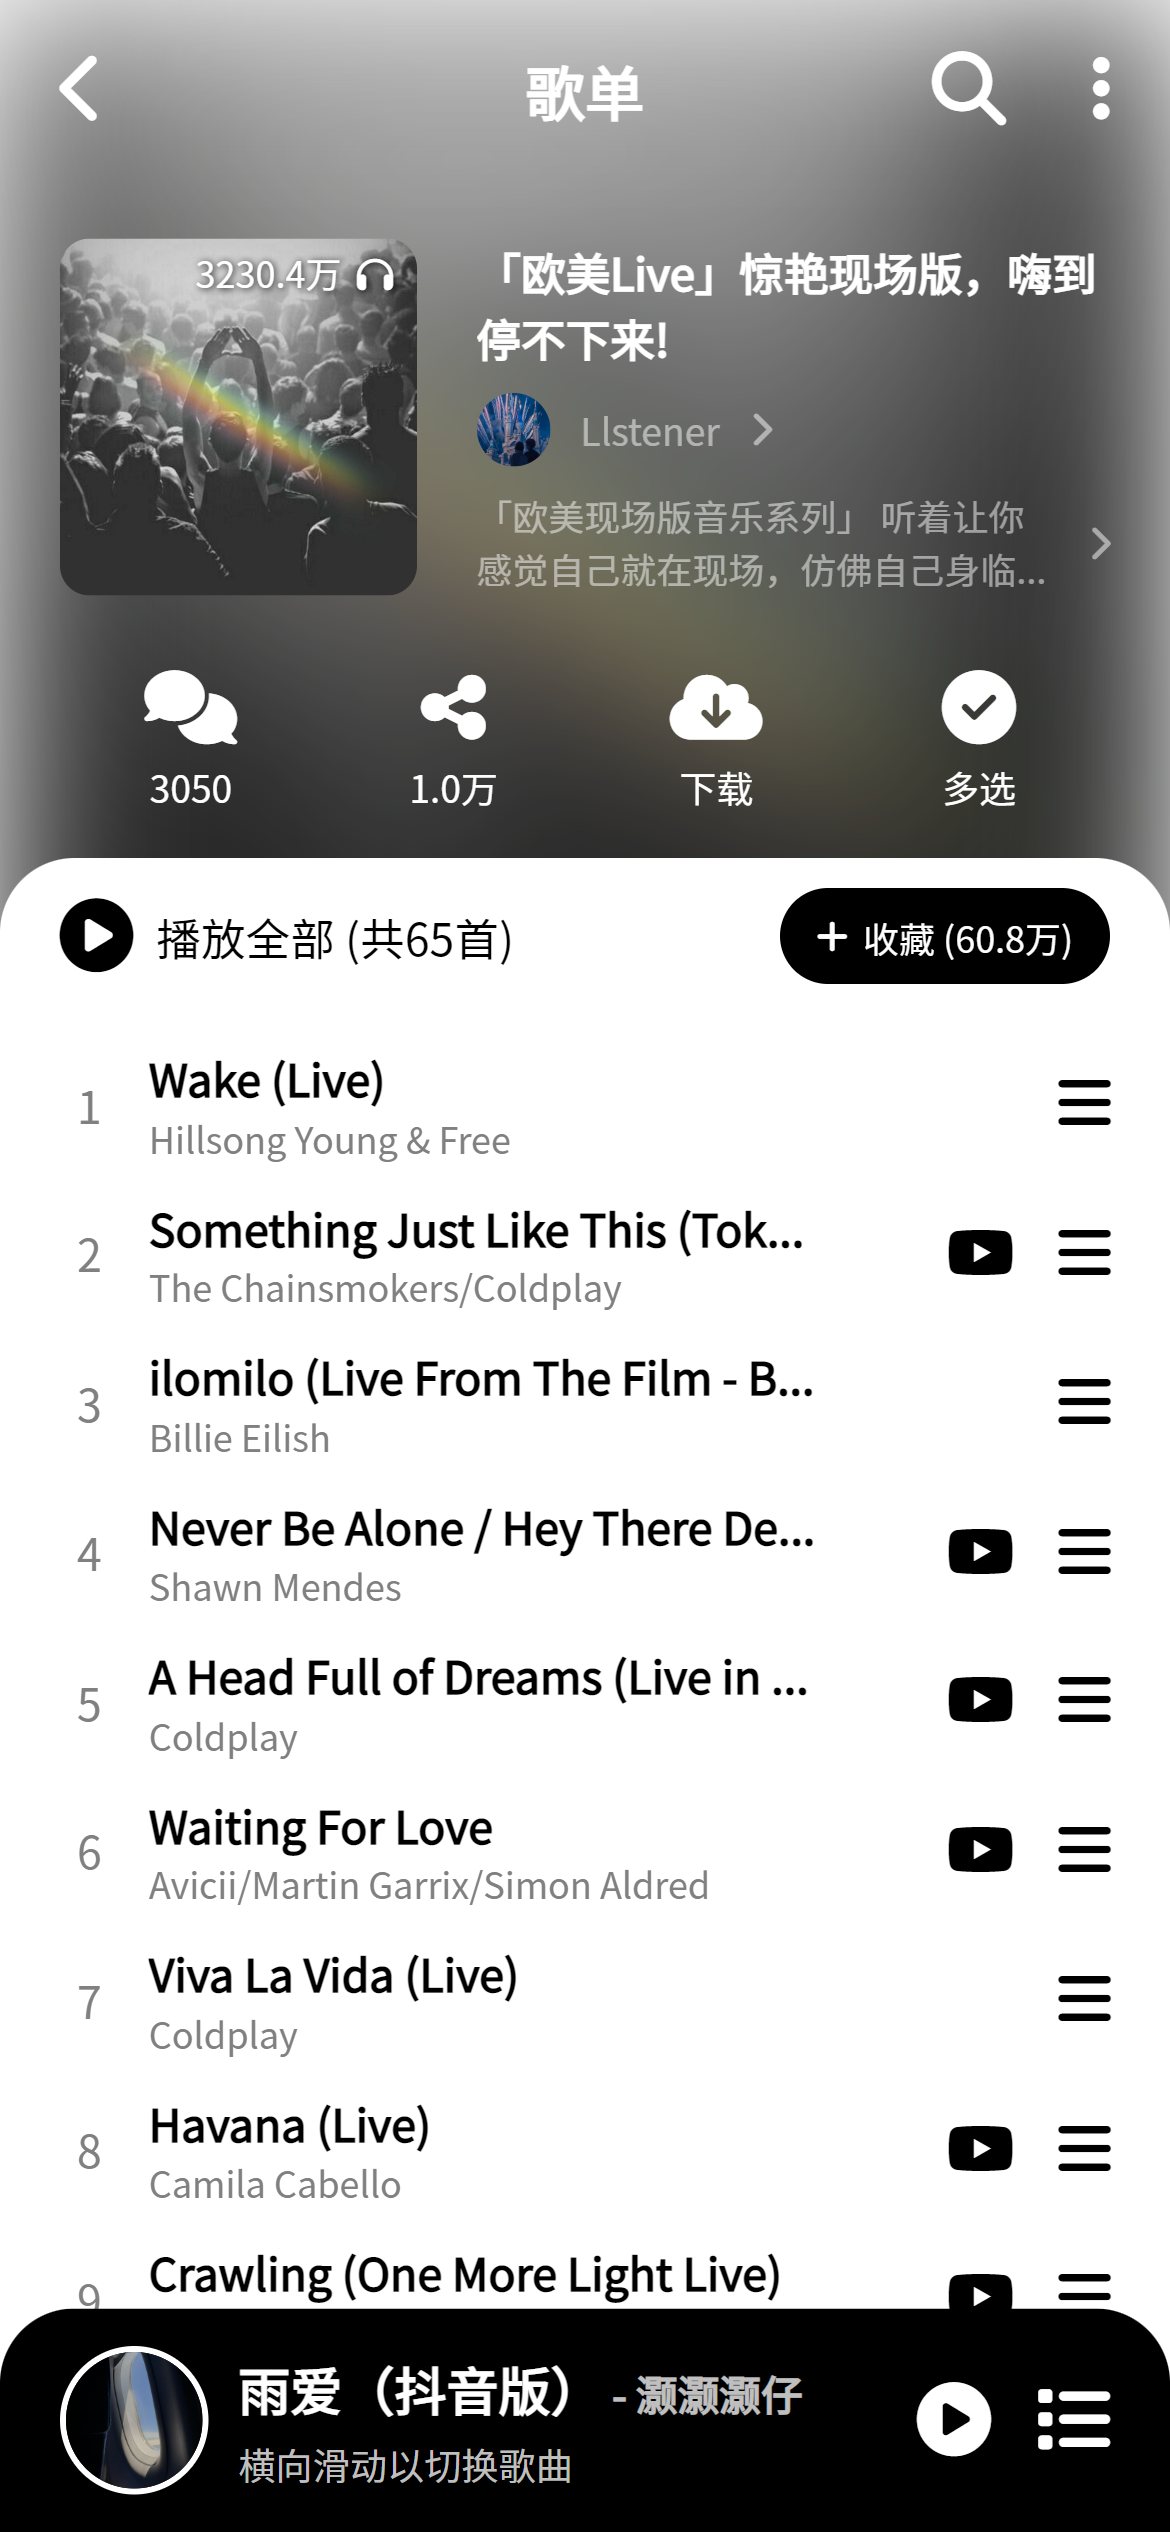 歌单
3230.4万
「欧美Live」惊艳现场版，嗨到
停不下来!
Llstener
「欧美现场版音乐系列」 听着让你
感觉自己就在现场，仿佛自己身临...
3050
1.0万
下载
多选
播放全部 (共65首)
+ 收藏 (60.8万)
1
Wake (Live)
Hillsong Young & Free
2
Something Just Like This (Tok...
The Chainsmokers/Coldplay
3
ilomilo (Live From The Film - B...
Billie Eilish
4
Never Be Alone / Hey There De...
Shawn Mendes
5
A Head Full of Dreams (Live in ...
Coldplay
6
Waiting For Love
Avicii/Martin Garrix/Simon Aldred
7
Viva La Vida (Live)
Coldplay
8
Havana (Live)
Camila Cabello
9
Crawling (One More Light Live)
雨爱（抖音版） - 灏灏灏仔
横向滑动以切换歌曲